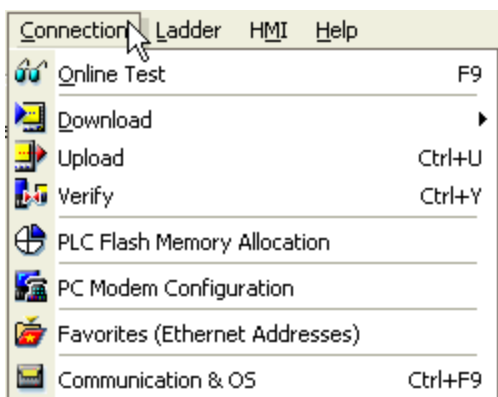 Connection Ladder HMI Help
Online Test F9
Download
Upload Ctrl+U
Verify Ctrl+Y
PLC Flash Memory Allocation
PC Modem Configuration
Favorites (Ethernet Addresses)
Communication & OS Ctrl+F9